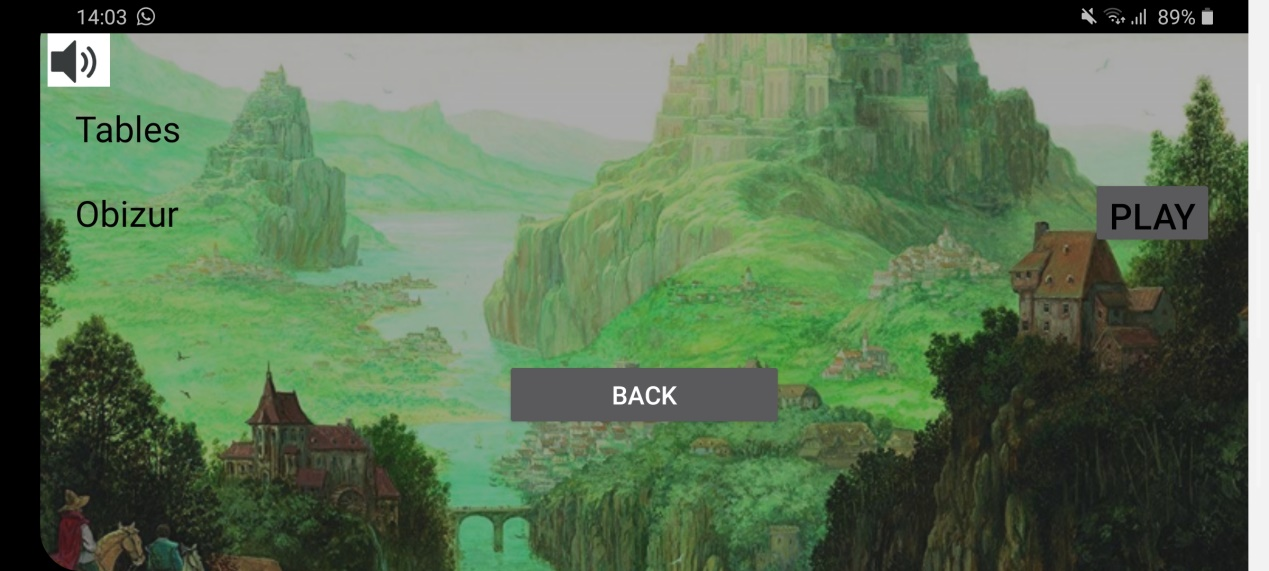 14:03 89%
Tables
Obizur PLAY
BACK